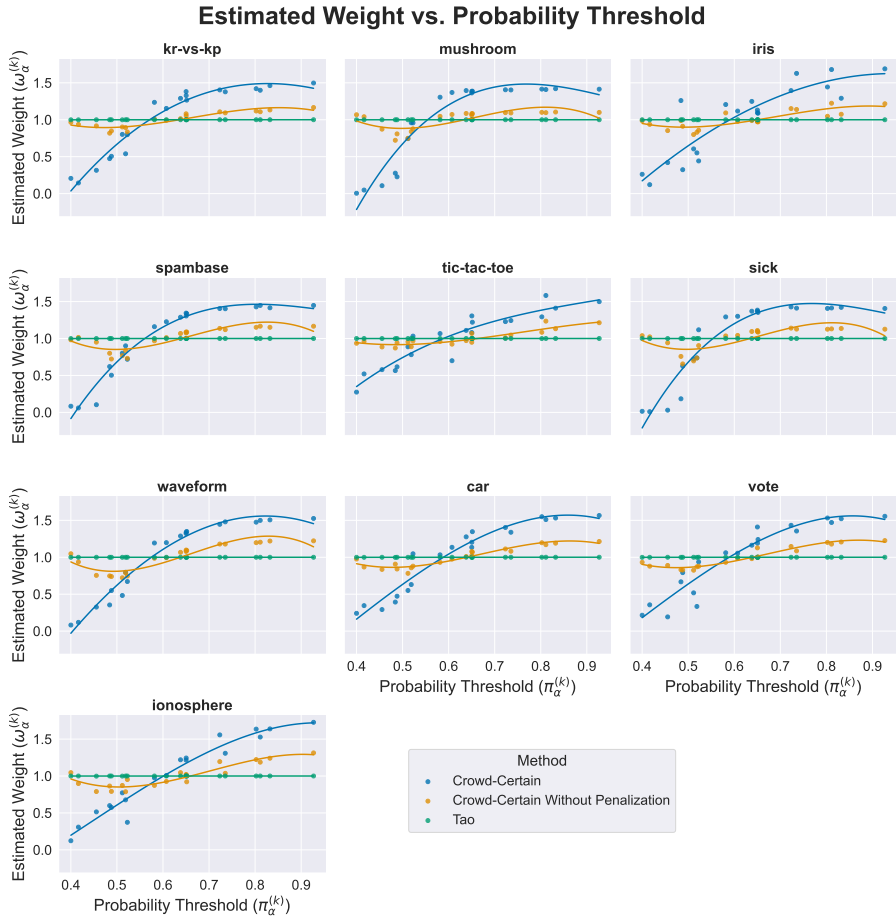 Estimated Weight vs. Probability Threshold
kr-vs-kp
mushroom
iris
Estimated Weight (ω_α^(k))
1.5
1.0
0.5
0.0
spambase
tic-tac-toe
sick
Estimated Weight (ω_α^(k))
1.5
1.0
0.5
0.0
waveform
car
vote
Estimated Weight (ω_α^(k))
1.5
1.0
0.5
0.0
0.4 0.5 0.6 0.7 0.8 0.9
0.4 0.5 0.6 0.7 0.8 0.9
Probability Threshold (π_α^(k))
Probability Threshold (π_α^(k))
ionosphere
Estimated Weight (ω_α^(k))
1.5
1.0
0.5
0.0
0.4 0.5 0.6 0.7 0.8 0.9
Probability Threshold (π_α^(k))
Method
Crowd-Certain
Crowd-Certain Without Penalization
Tao